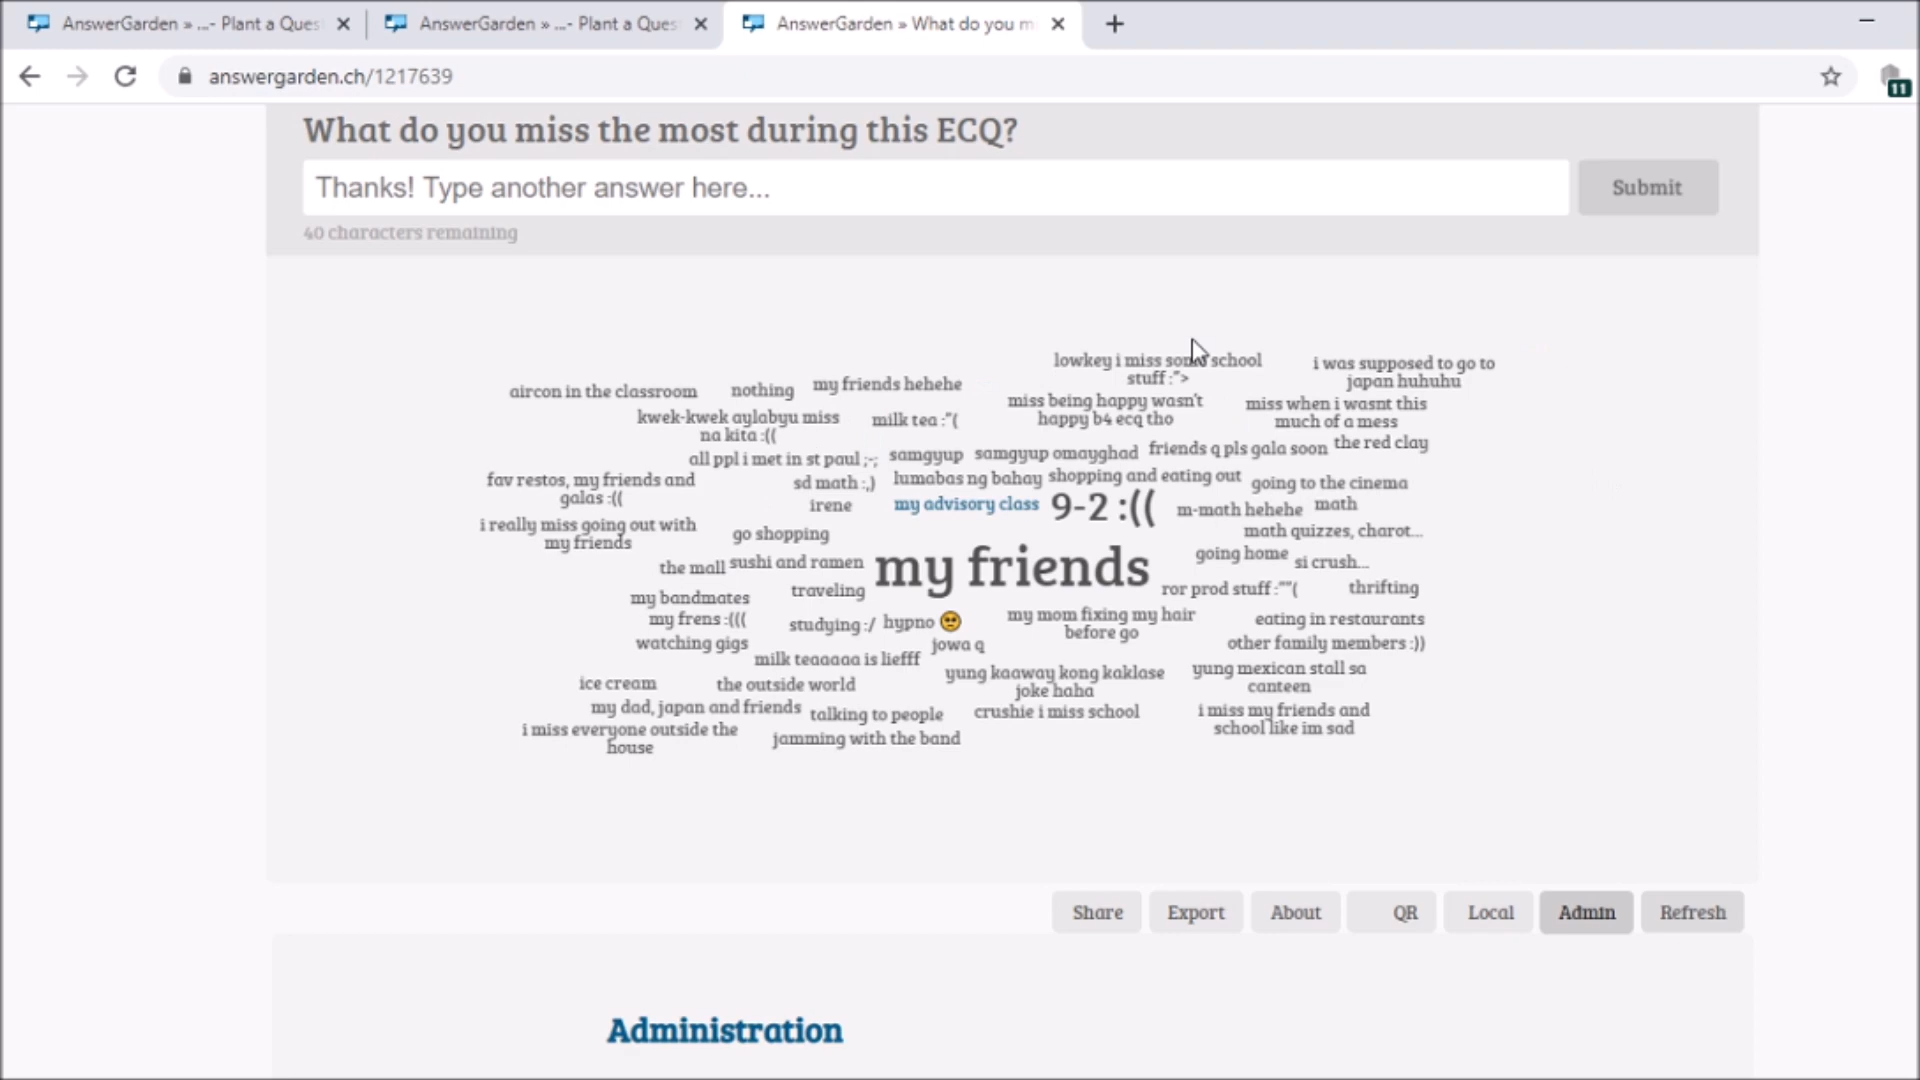 AnswerGarden » ...- Plant a Ques
AnswerGarden » ...- Plant a Ques
AnswerGarden » What do you m
answergarden.ch/1217639
11
What do you miss the most during this ECQ?
Thanks! Type another answer here...
Submit
40 characters remaining
lowkey i miss some school
stuff :">
i was supposed to go to
japan huhuhu
aircon in the classroom
nothing
my friends hehehe
miss being happy wasn't
happy b4 ecq tho
miss when i wasnt this
much of a mess
kwek-kwek aylabyu miss
na kita :((
milk tea :"(
all ppl i met in st paul ;-;
samgyup
samgyup omayghad
friends q pls gala soon
the red clay
fav restos, my friends and
galas :((
sd math :,)
lumabas ng bahay
shopping and eating out
going to the cinema
irene
my advisory class
9-2 :((
m-math hehehe
math
i really miss going out with
my friends
go shopping
math quizzes, charot...
the mall
sushi and ramen
my friends
going home
si crush...
my bandmates
traveling
ror prod stuff :""(
thrifting
my frens :(((
studying :/
hypno 🥺
my mom fixing my hair
before go
eating in restaurants
watching gigs
jowa q
other family members :))
milk teaaaaa is liefff
yung kaaway kong kaklase
joke haha
yung mexican stall sa
canteen
ice cream
the outside world
my dad, japan and friends
talking to people
crushie i miss school
i miss my friends and
school like im sad
i miss everyone outside the
house
jamming with the band
Share
Export
About
QR
Local
Admin
Refresh
Administration